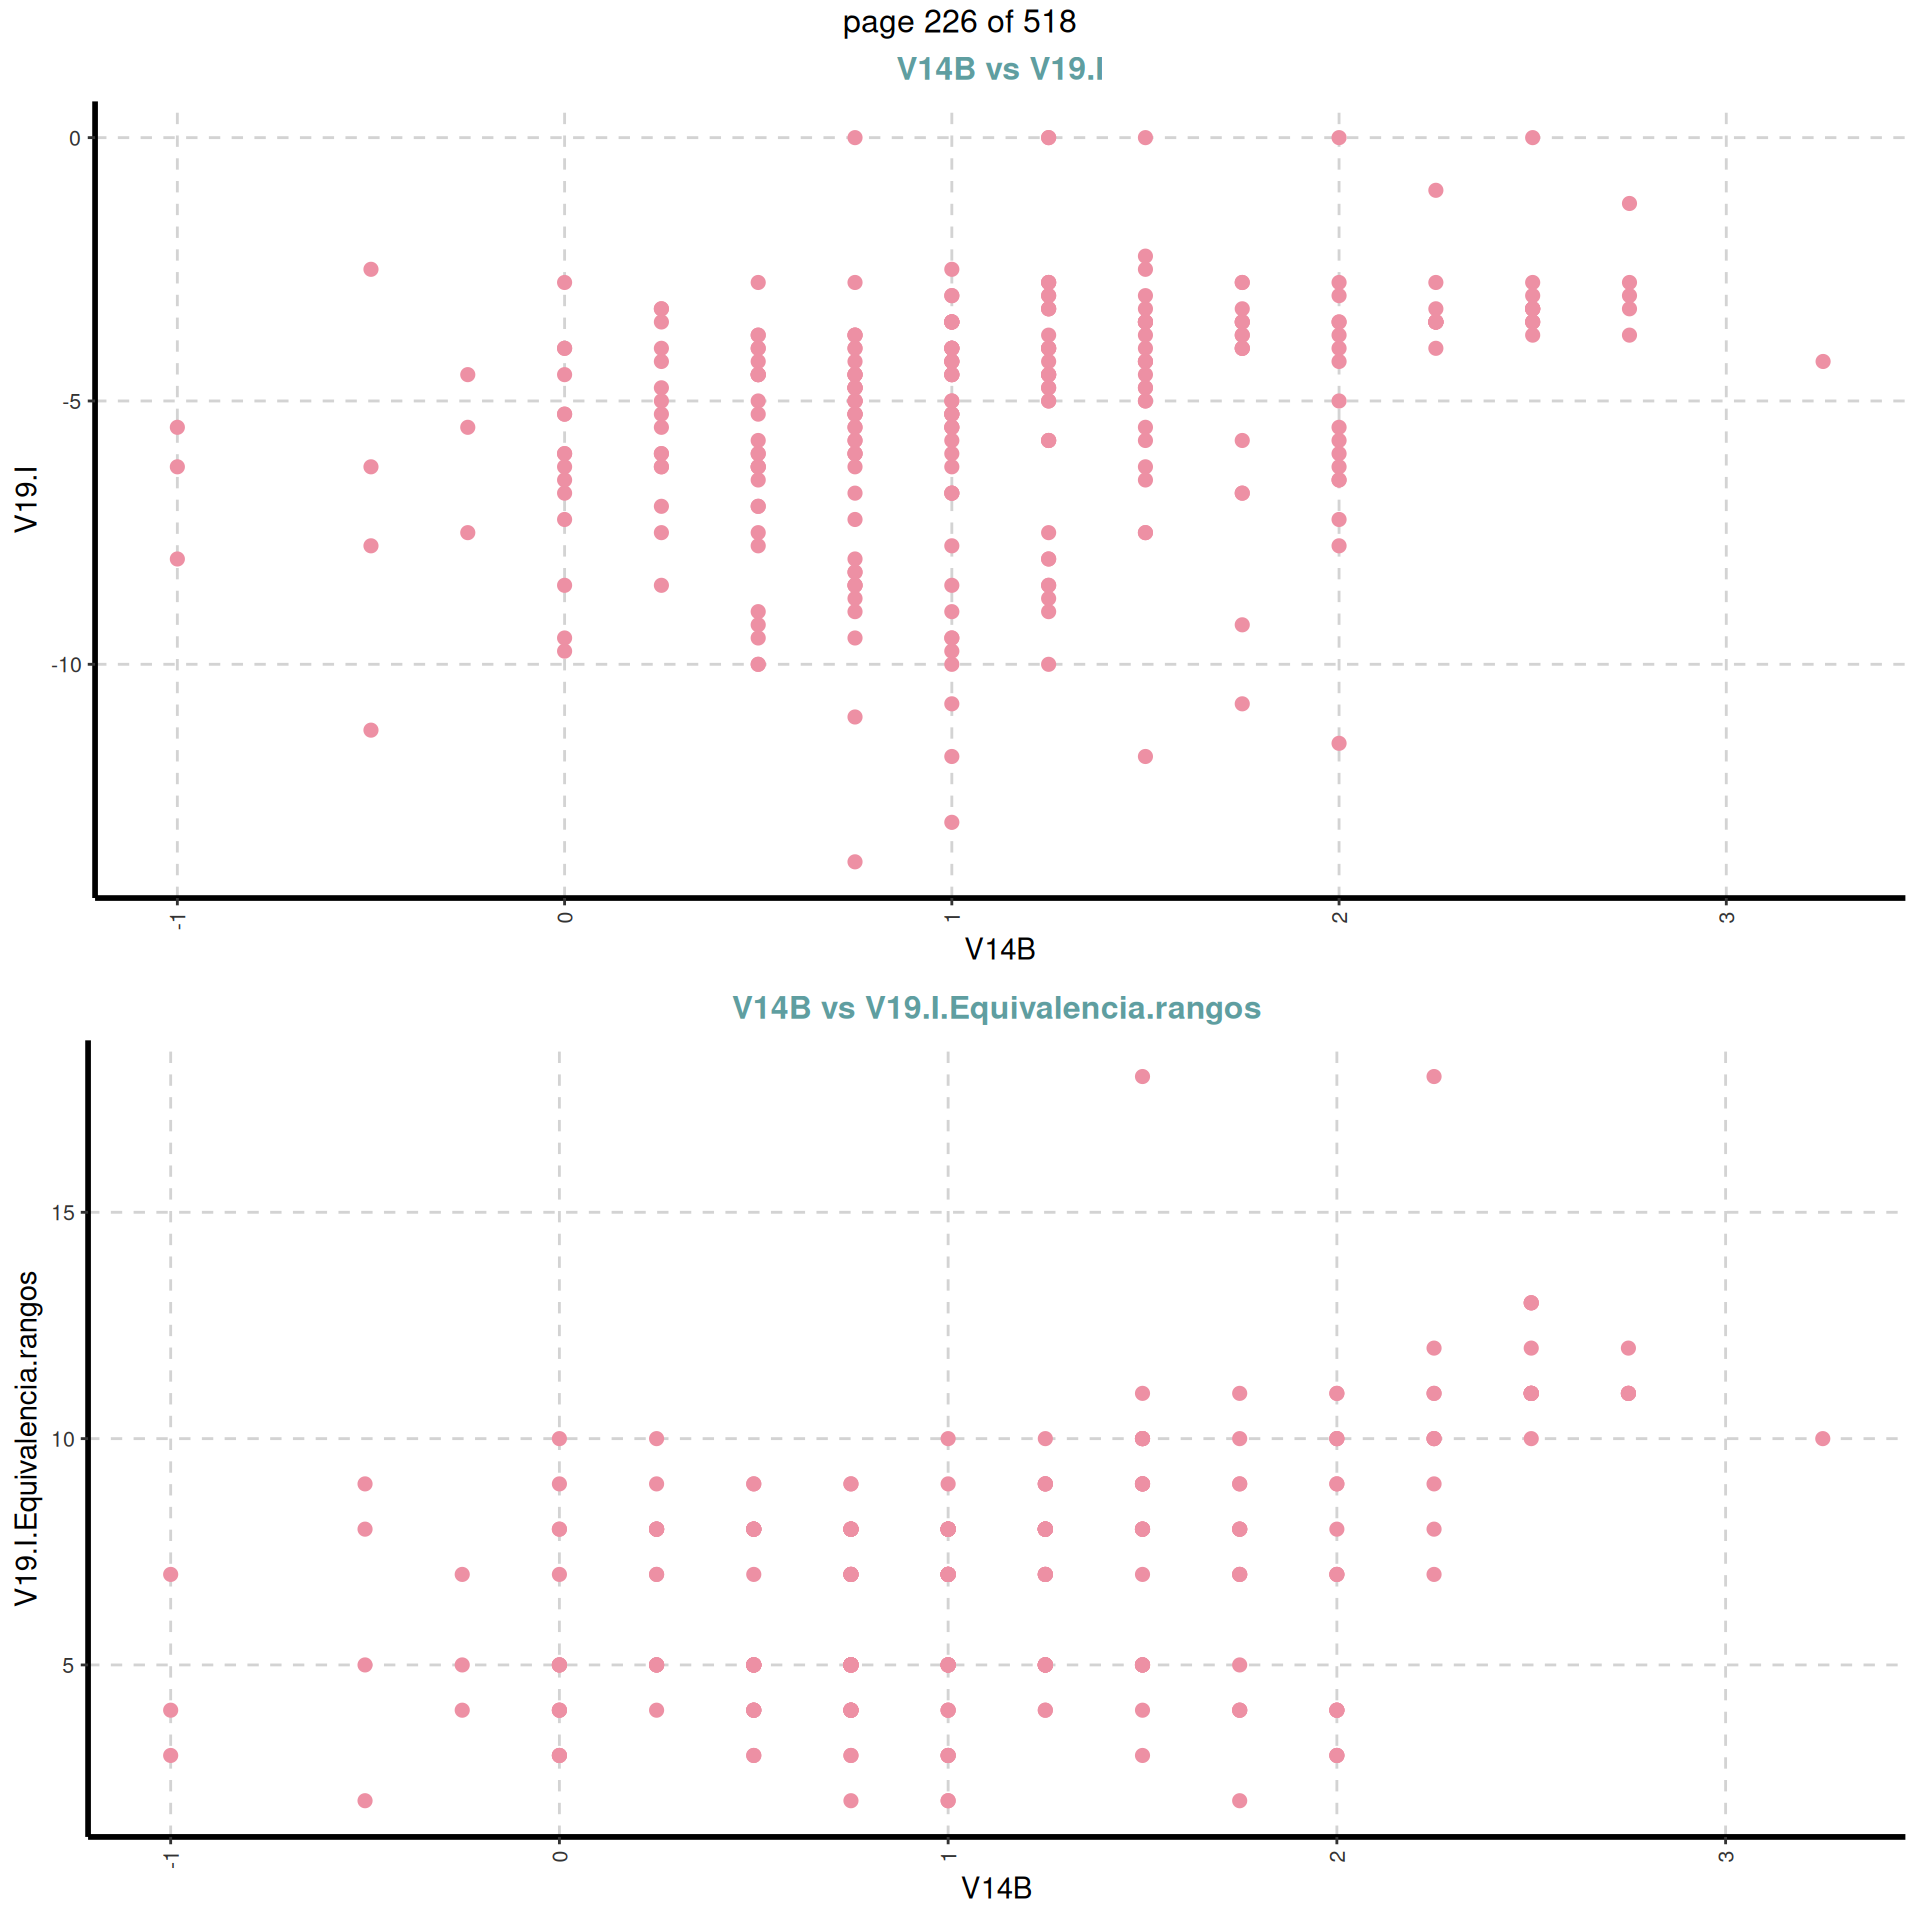 page 226 of 518
V14B vs V19.I
0
-5
-10
V19.I
-1
0
1
2
3
V14B
V14B vs V19.I.Equivalencia.rangos
15
10
5
V19.I.Equivalencia.rangos
-1
0
1
2
3
V14B